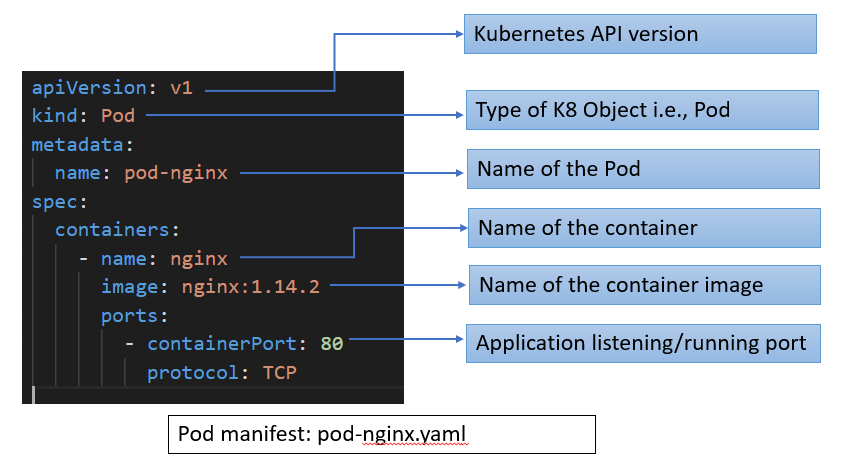 Kubernetes API version
apiVersion: v1
kind: Pod
Type of K8 Object i.e., Pod
metadata:
name: pod-nginx
Name of the Pod
spec:
containers:
Name of the container
- name: nginx
image: nginx:1.14.2
Name of the container image
ports:
- containerPort: 80
Application listening/running port
protocol: TCP
Pod manifest: pod-nginx.yaml